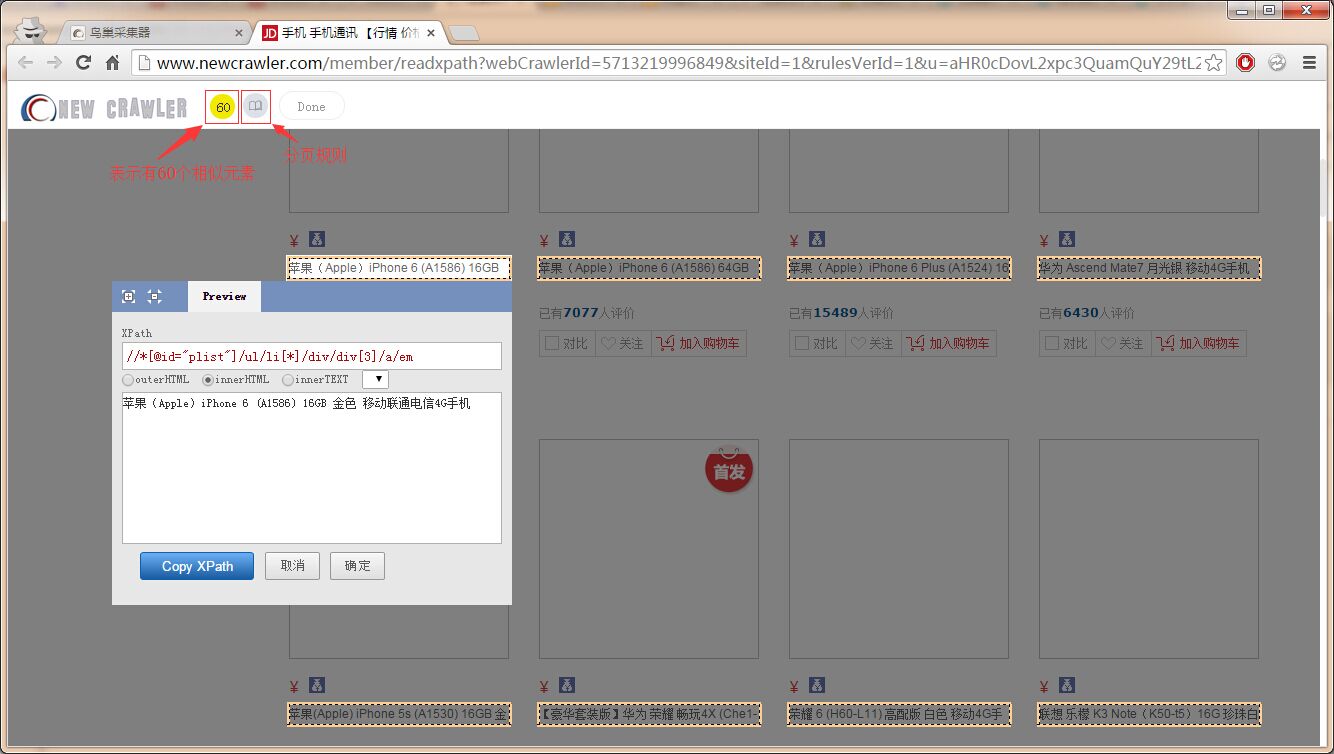 鸟巢采集器
JD 手机 手机通讯 【行情 价
www.newcrawler.com/member/readxpath?webCrawlerId=5713219996849&siteId=1&rulesVerId=1&u=aHR0cDovL2xpc3QuamQuY29tL2
NEW CRAWLER
60
Done
表示有60个相似元素
分页规则
¥
¥
¥
¥
苹果（Apple）iPhone 6 (A1586) 16GB
苹果（Apple）iPhone 6 (A1586) 64GB
苹果（Apple）iPhone 6 Plus (A1524) 16
华为 Ascend Mate7 月光银 移动4G手机
已有7077人评价
已有15489人评价
已有6430人评价
对比 关注 加入购物车
对比 关注 加入购物车
对比 关注 加入购物车
Preview
XPath
//*[@id="plist"]/ul/li[*]/div/div[3]/a/em
outerHTML innerHTML innerTEXT
苹果（Apple）iPhone 6 (A1586) 16GB 金色 移动联通电信4G手机
Copy XPath
取消
确定
首发
¥
¥
¥
¥
苹果(Apple) iPhone 5s (A1530) 16GB 金
【豪华套装版】华为 荣耀 畅玩4X (Che1-
荣耀 6 (H60-L11) 高配版 白色 移动4G手
联想 乐檬 K3 Note（K50-t5）16G 珍珠白